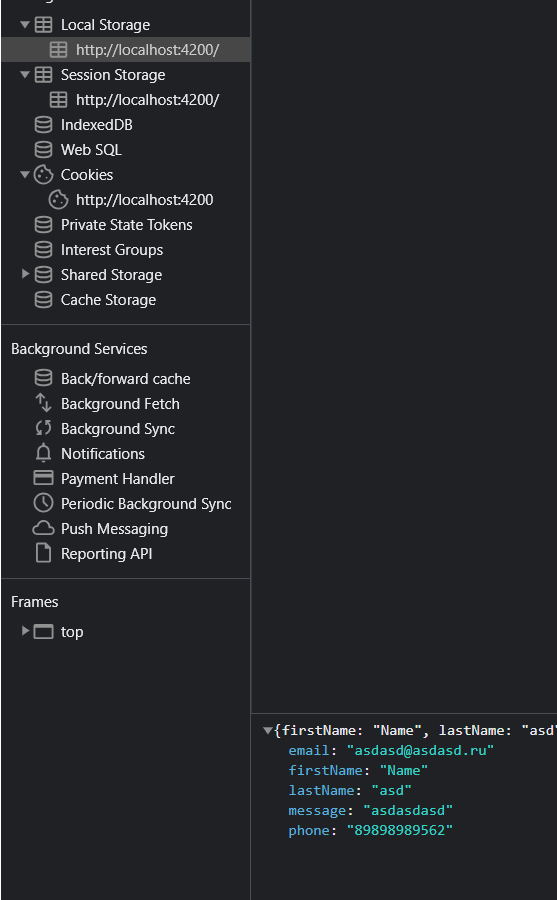 Local Storage
http://localhost:4200/
Session Storage
http://localhost:4200/
IndexedDB
Web SQL
Cookies
http://localhost:4200
Private State Tokens
Interest Groups
Shared Storage
Cache Storage
Background Services
Back/forward cache
Background Fetch
Background Sync
Notifications
Payment Handler
Periodic Background Sync
Push Messaging
Reporting API
Frames
top
{firstName: "Name", lastName: "asd"
email: "asdasd@asdasd.ru"
firstName: "Name"
lastName: "asd"
message: "asdasdasd"
phone: "89898989562"